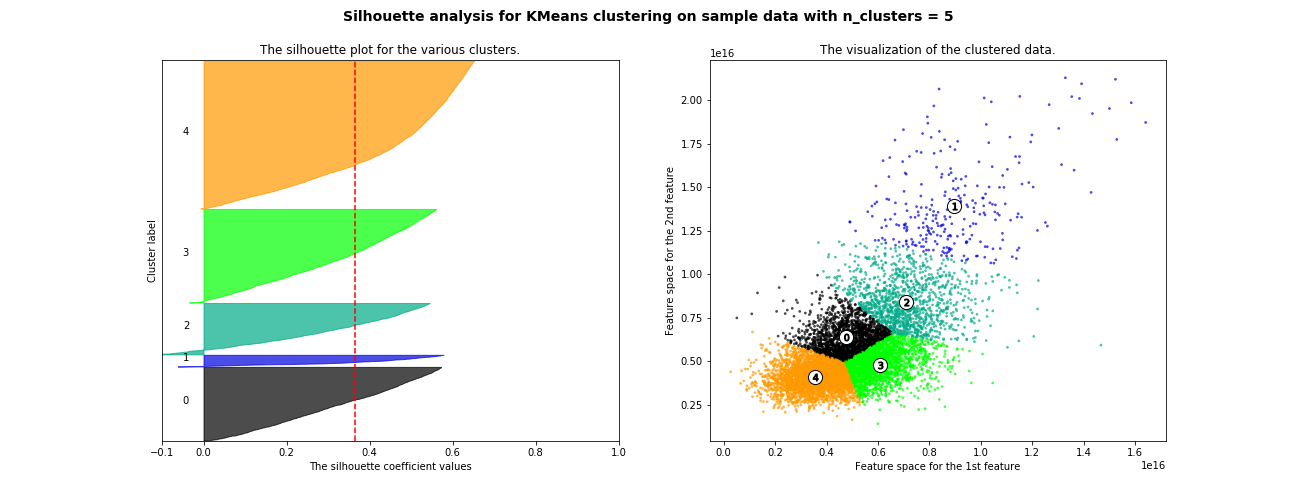 Silhouette analysis for KMeans clustering on sample data with n_clusters = 5
The silhouette plot for the various clusters.
Cluster label
4
3
2
1
0
−0.1 0.0 0.2 0.4 0.6 0.8 1.0
The silhouette coefficient values
The visualization of the clustered data.
1e16
Feature space for the 2nd feature
2.00
1.75
1.50
1.25
1.00
0.75
0.50
0.25
1
2
0
3
4
0.0 0.2 0.4 0.6 0.8 1.0 1.2 1.4 1.6
Feature space for the 1st feature
1e16